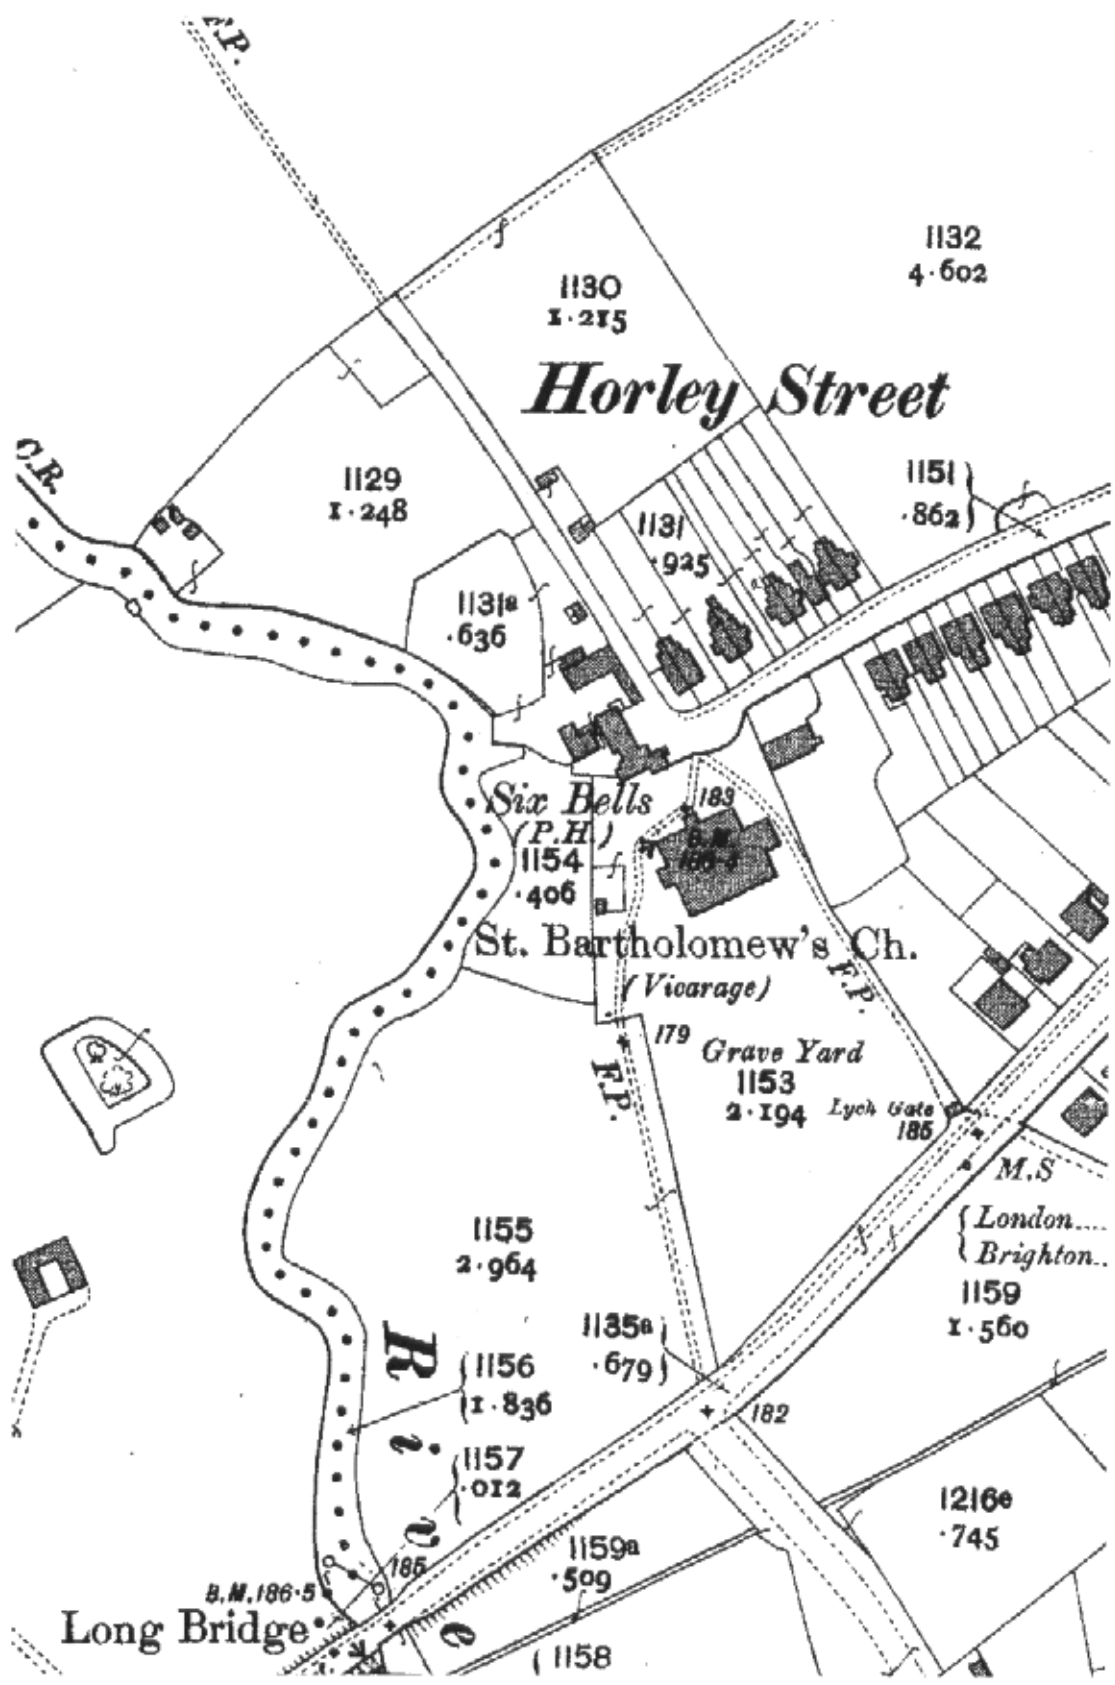 F.P.
1132
4·602
1130
1·215
Horley Street
C.R.
1129
1·248
1151
·862
1131
·925
1131a
·636
Six Bells
(P.H.)
183
B.M.
1154
·406
St. Bartholomew's Ch.
(Vicarage)
F.P.
179
Grave Yard
F.P.
1153
2·194
Lych Gate
185
M.S
London....
Brighton..
1155
2·964
1159
1·560
1135a
·679
R
i
v
e
1156
1·836
182
1157
·012
1216e
·745
1159a
·509
185
B.M.186·5
Long Bridge
1158